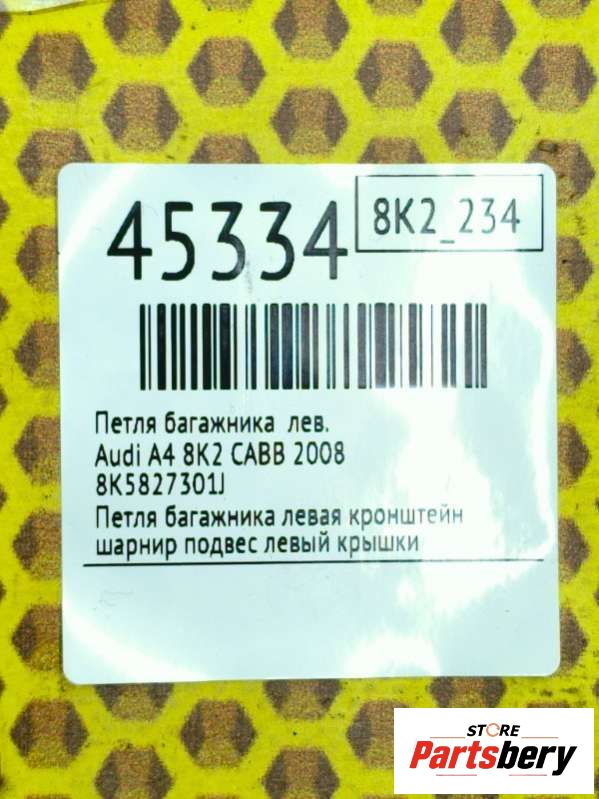 45334
8K2_234
Петля багажника лев.
Audi A4 8K2 CABB 2008
8K5827301J
Петля багажника левая кронштейн
шарнир подвес левый крышки
STORE
Partsbery